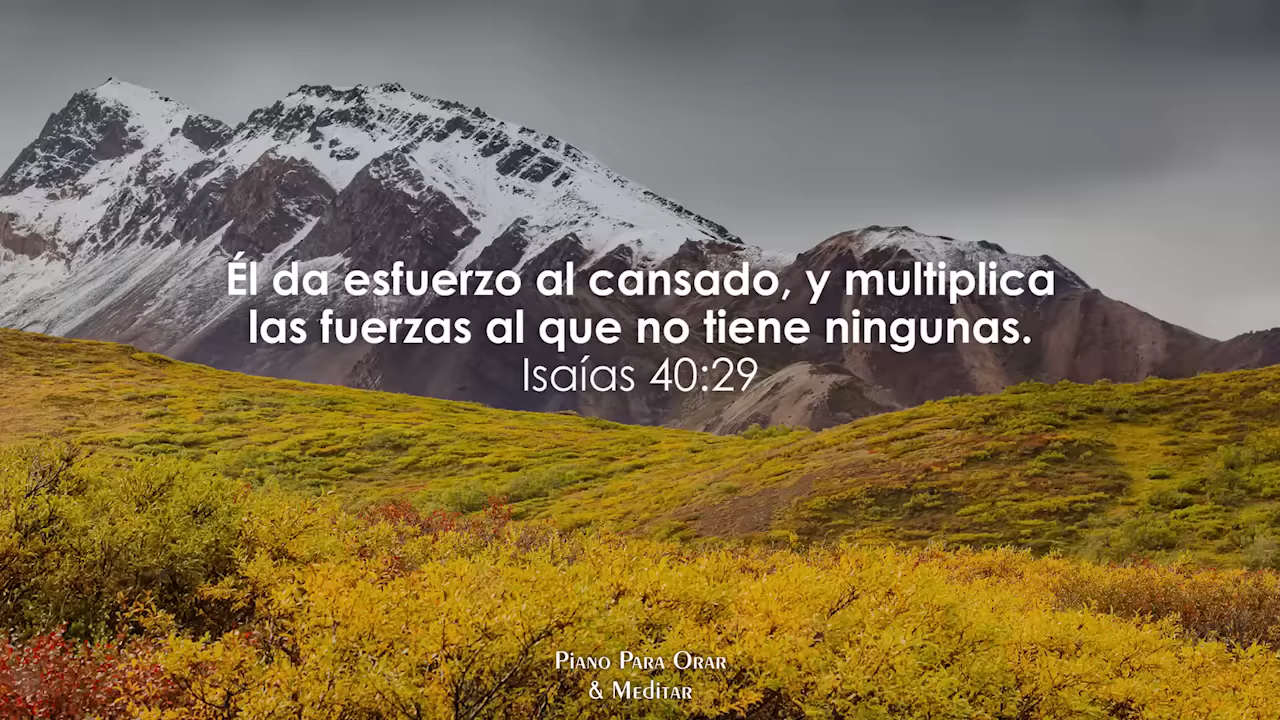 Él da esfuerzo al cansado, y multiplica
las fuerzas al que no tiene ningunas.
Isaías 40:29
Piano Para Orar
& Meditar